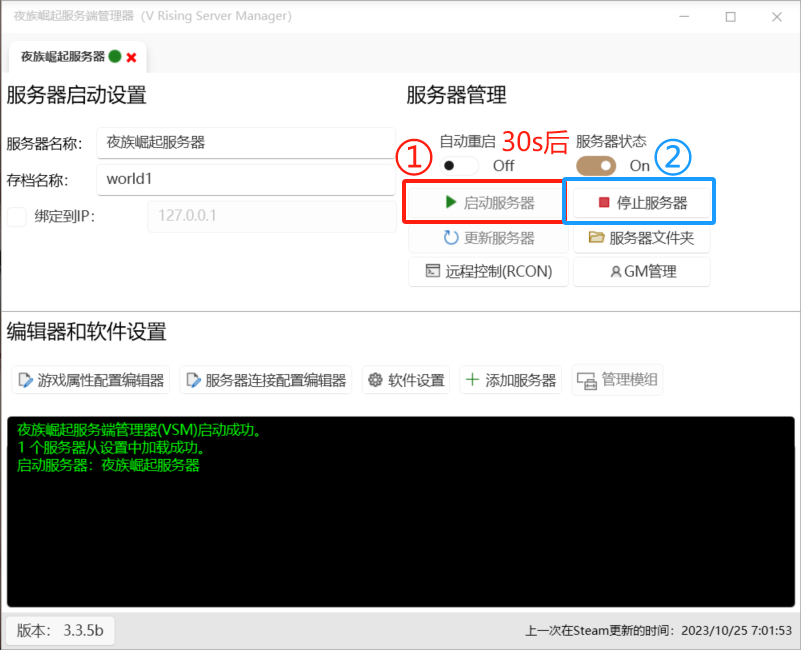 夜族崛起服务端管理器（V Rising Server Manager）
夜族崛起服务器
服务器启动设置
服务器管理
服务器名称：
夜族崛起服务器
存档名称：
world1
绑定到IP：
127.0.0.1
①
自动重启
30s后
服务器状态
②
Off
On
启动服务器
停止服务器
更新服务器
服务器文件夹
远程控制(RCON)
GM管理
编辑器和软件设置
游戏属性配置编辑器
服务器连接配置编辑器
软件设置
添加服务器
管理模组
夜族崛起服务端管理器(VSM)启动成功。
1 个服务器从设置中加载成功。
启动服务器：夜族崛起服务器
版本： 3.3.5b
上一次在Steam更新的时间：2023/10/25 7:01:53